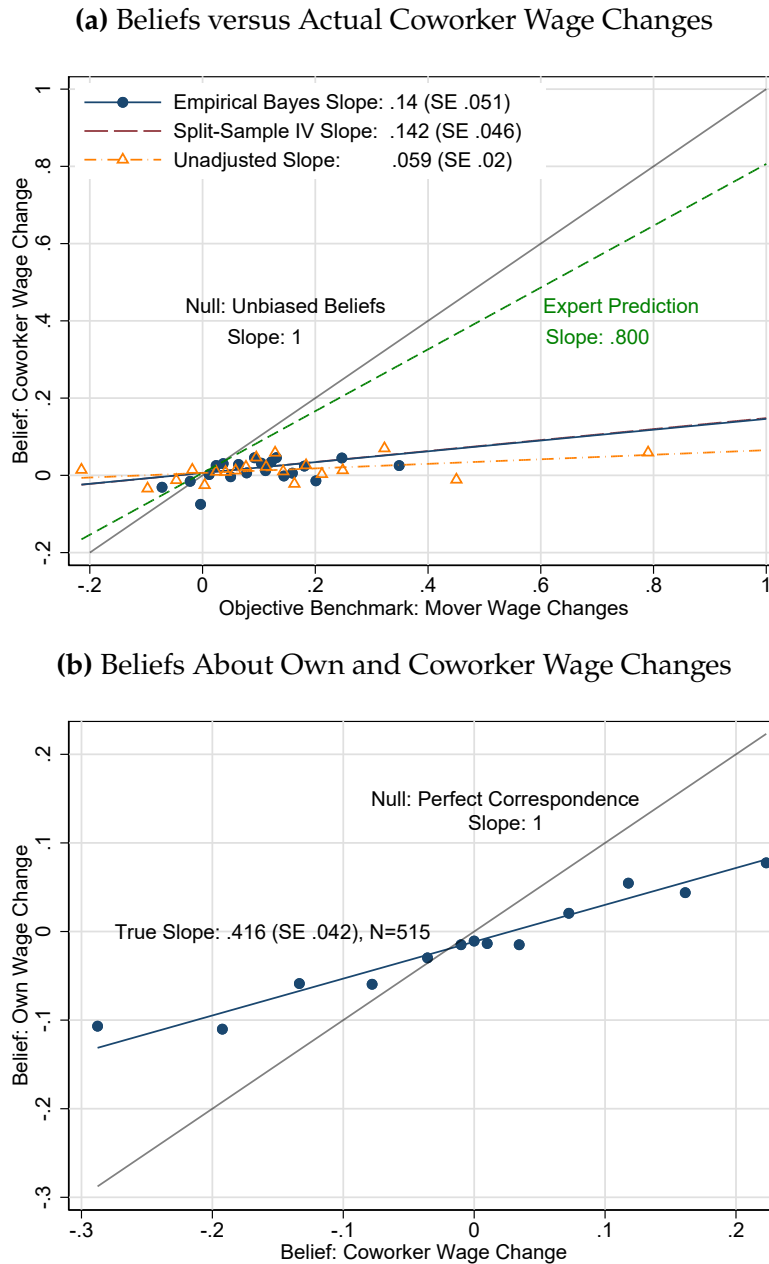 (a) Beliefs versus Actual Coworker Wage Changes
Empirical Bayes Slope: .14 (SE .051)
Split-Sample IV Slope: .142 (SE .046)
Unadjusted Slope: .059 (SE .02)
1
.8
.6
.4
.2
0
-.2
Belief: Coworker Wage Change
Null: Unbiased Beliefs
Slope: 1
Expert Prediction
Slope: .800
-.2 0 .2 .4 .6 .8 1
Objective Benchmark: Mover Wage Changes
(b) Beliefs About Own and Coworker Wage Changes
.2
.1
0
-.1
-.2
-.3
Belief: Own Wage Change
Null: Perfect Correspondence
Slope: 1
True Slope: .416 (SE .042), N=515
-.3 -.2 -.1 0 .1 .2
Belief: Coworker Wage Change